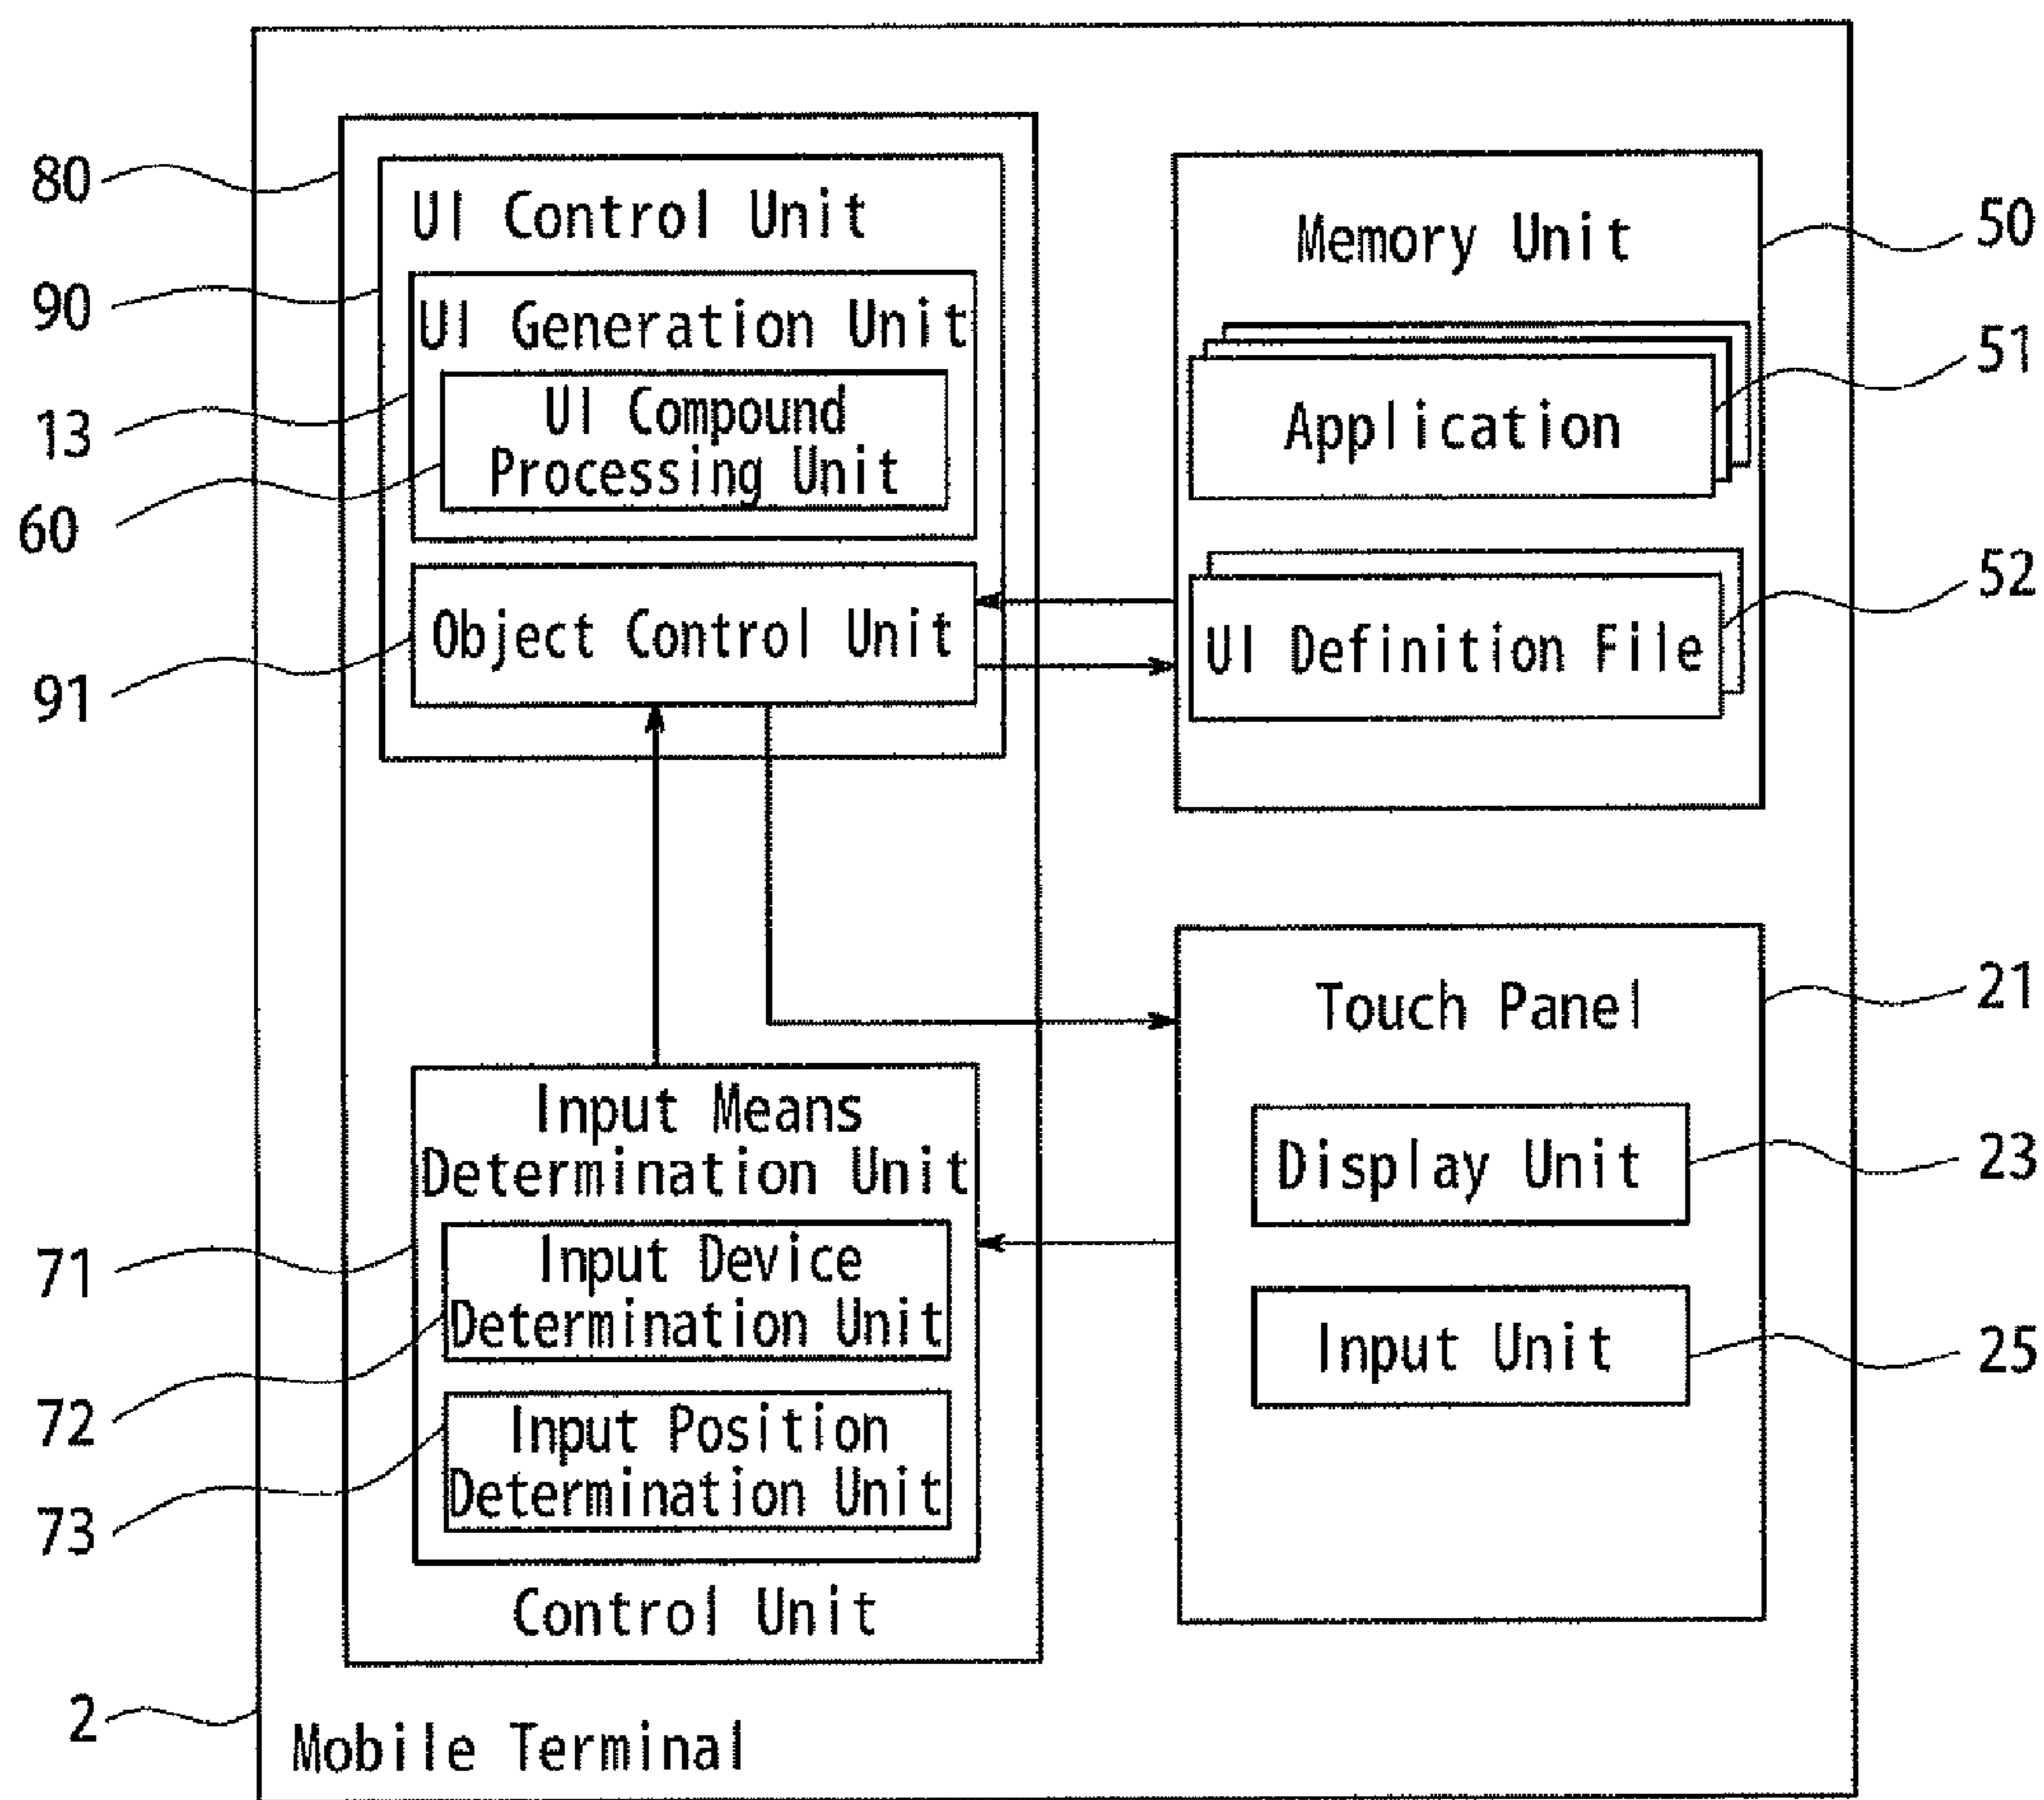 80
90
13
60
91
71
72
73
2
UI Control Unit
UI Generation Unit
UI Compound
Processing Unit
Object Control Unit
Input Means
Determination Unit
Input Device
Determination Unit
Input Position
Determination Unit
Control Unit
Mobile Terminal
Memory Unit
Application
UI Definition File
Touch Panel
Display Unit
Input Unit
50
51
52
21
23
25